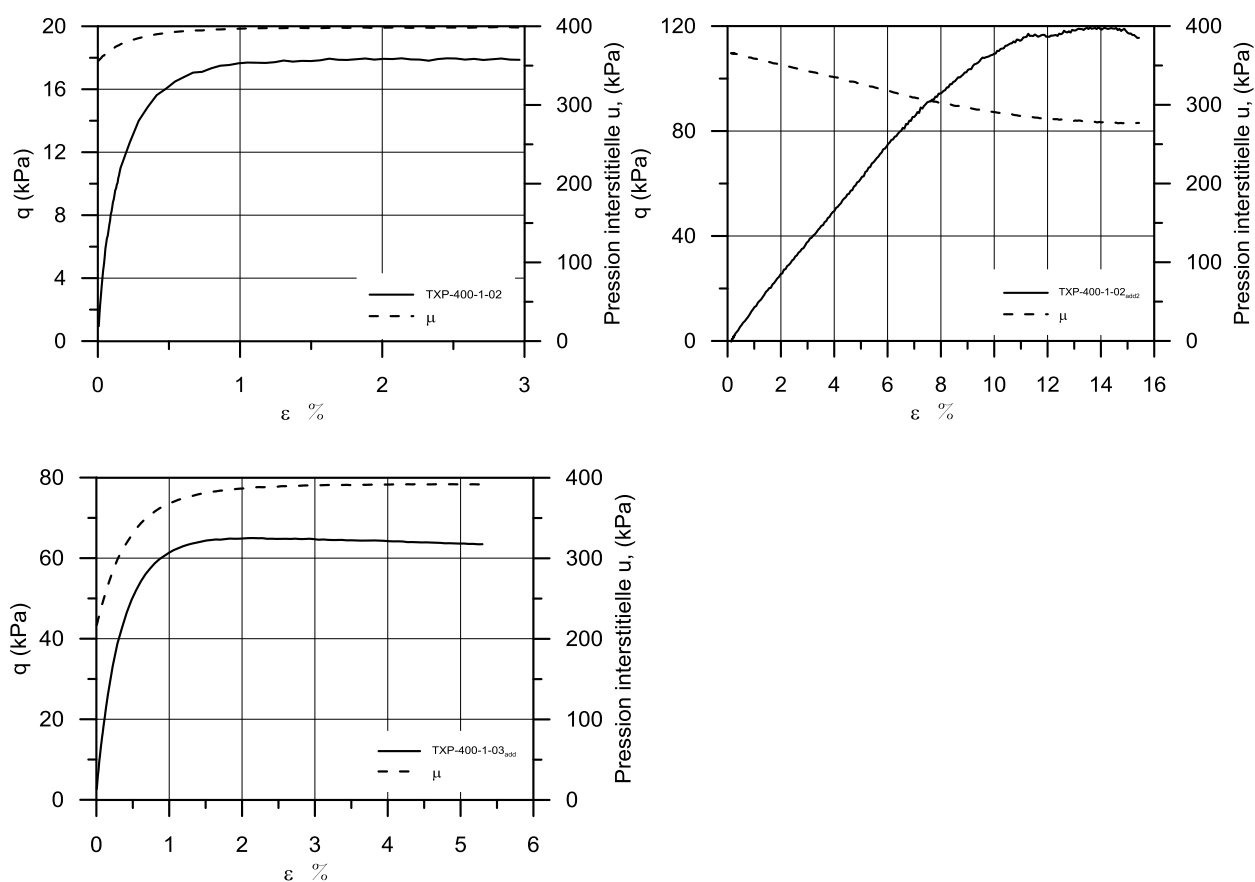 20
16
12
8
4
0
q (kPa)
400
300
200
100
0
Pression interstitielle u, (kPa)
TXP-400-1-02
μ
0 1 2 3
ε %
120
80
40
0
q (kPa)
400
300
200
100
0
Pression interstitielle u, (kPa)
TXP-400-1-02add2
μ
0 2 4 6 8 10 12 14 16
ε %
80
60
40
20
0
q (kPa)
400
300
200
100
0
Pression interstitielle u, (kPa)
TXP-400-1-03add
μ
0 1 2 3 4 5 6
ε %